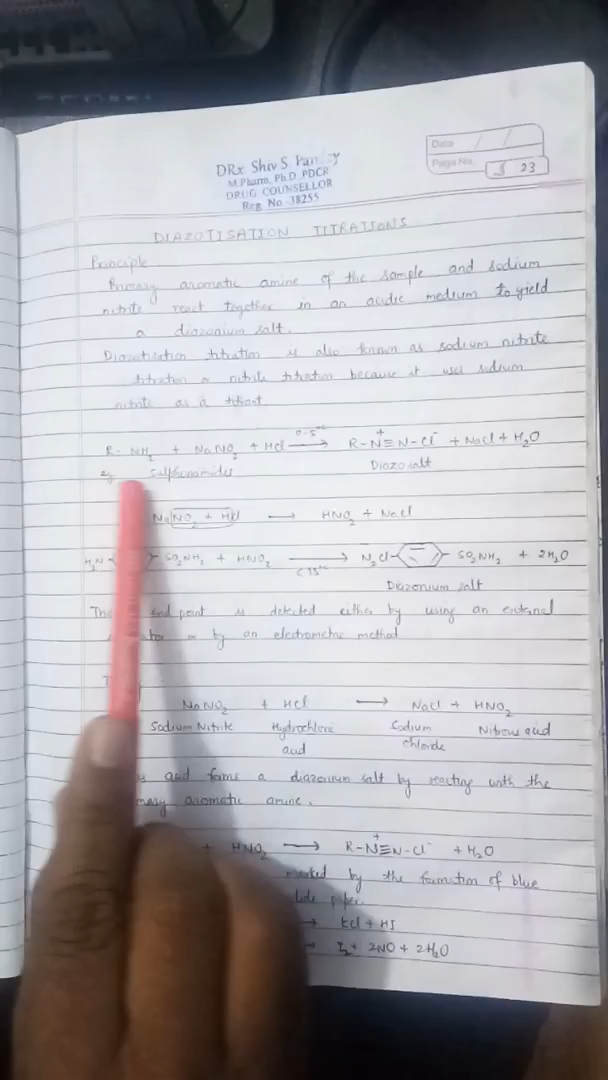 DRx Shiv S. Pandey
M.Pharm, Ph.D, PDCR
DRUG COUNSELLOR
Reg. No - 38255
Date / /
Page No. 23
DIAZOTISATION TITRATIONS
Principle
Primary aromatic amine of the sample and sodium
nitrite react together in an acidic medium to yield
a diazonium salt.
Diazotisation titration is also known as sodium nitrite
titration or nitrite titration because it uses sodium
nitrite as a titrant.
R-NH₂ + NaNO₂ + HCl ⟶ R-N⁺≡N-Cl⁻ + NaCl + H₂O
0-5°C
eg Sulphonamides Diazo salt
NaNO₂ + HCl ⟶ HNO₂ + NaCl
H₂N SO₂NH₂ + HNO₂ ⟶ N₂Cl SO₂NH₂ + 2H₂O
Diazonium salt
end point is detected either by using an external
or by an electrometric method
NaNO₂ + HCl ⟶ NaCl + HNO₂
Sodium Nitrite Hydrochloric Sodium Nitrous acid
acid chloride
acid forms a diazonium salt by reacting with the
aromatic amine.
+ HNO₂ ⟶ R-N⁺≡N-Cl⁻ + H₂O
marked by the formation of blue
paper.
KCl + HI
I₂ + 2NO + 2H₂O